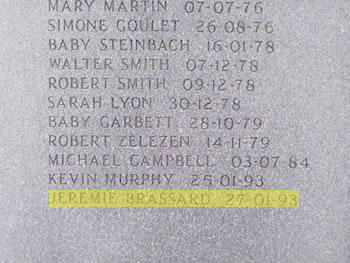 MARY MARTIN 07-07-76
SIMONE GOULET 26-08-76
BABY STEINBACH 16-01-78
WALTER SMITH 07-12-78
ROBERT SMITH 09-12-78
SARAH LYON 30-12-78
BABY GARBETT 28-10-79
ROBERT ZELEZEN 14-11-79
MICHAEL CAMPBELL 03-07-84
KEVIN MURPHY 25-01-93
JEREMIE BRASSARD 27-01-93